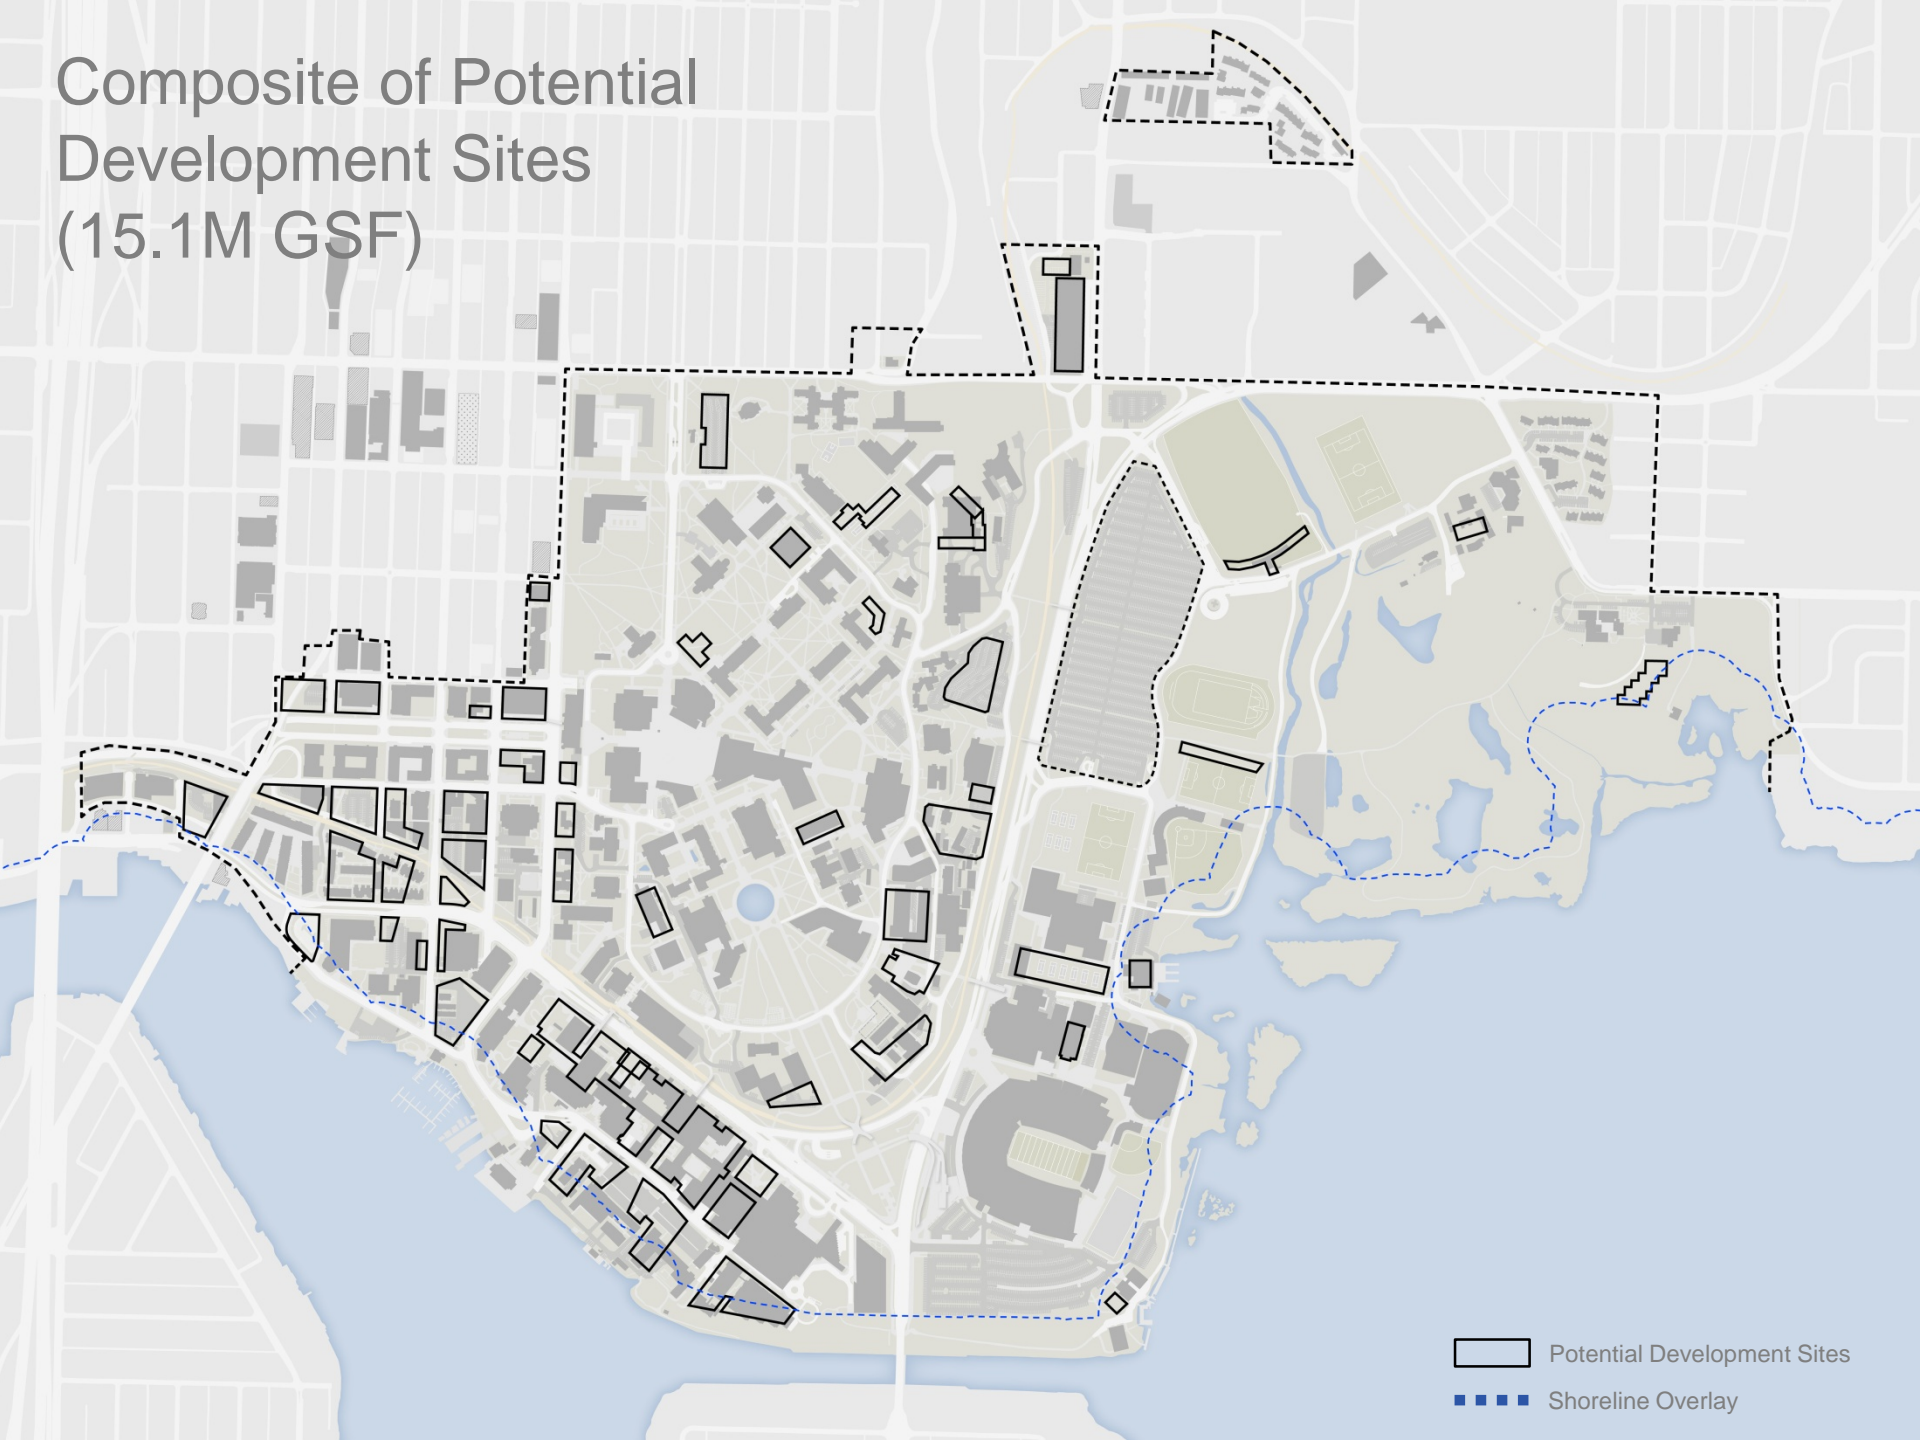 Composite of Potential
Development Sites
(15.1M GSF)
Potential Development Sites
Shoreline Overlay